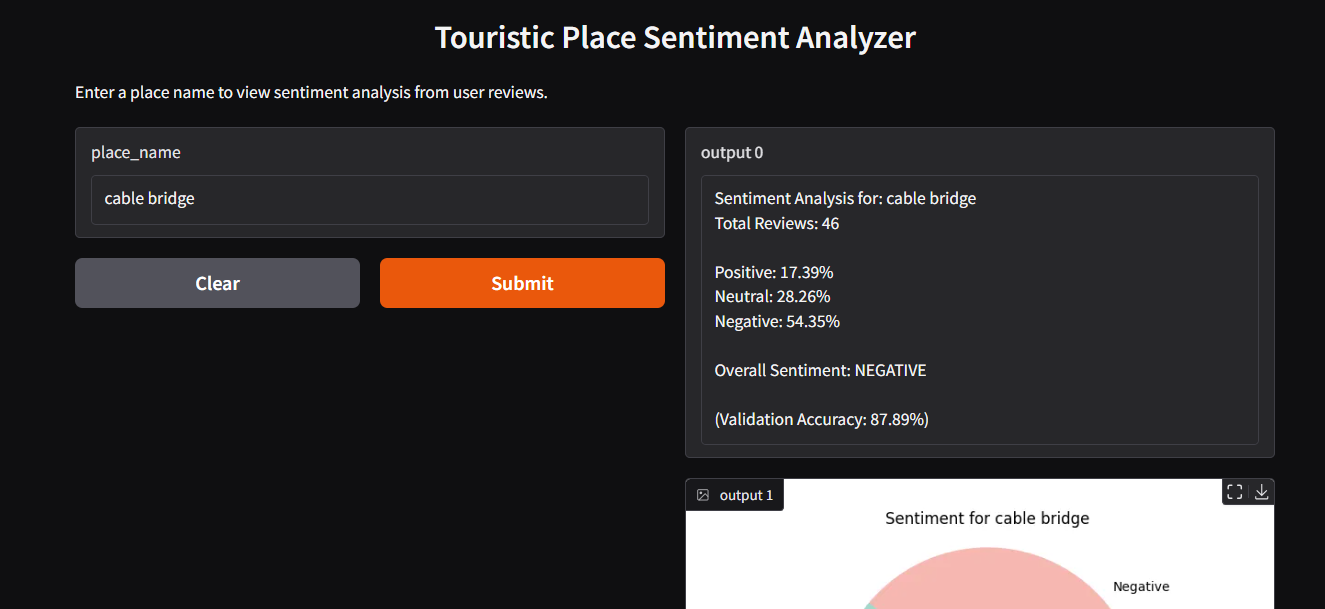 Touristic Place Sentiment Analyzer
Enter a place name to view sentiment analysis from user reviews.
place_name
cable bridge
Clear
Submit
output 0
Sentiment Analysis for: cable bridge
Total Reviews: 46
Positive: 17.39%
Neutral: 28.26%
Negative: 54.35%
Overall Sentiment: NEGATIVE
(Validation Accuracy: 87.89%)
output 1
Sentiment for cable bridge
Negative